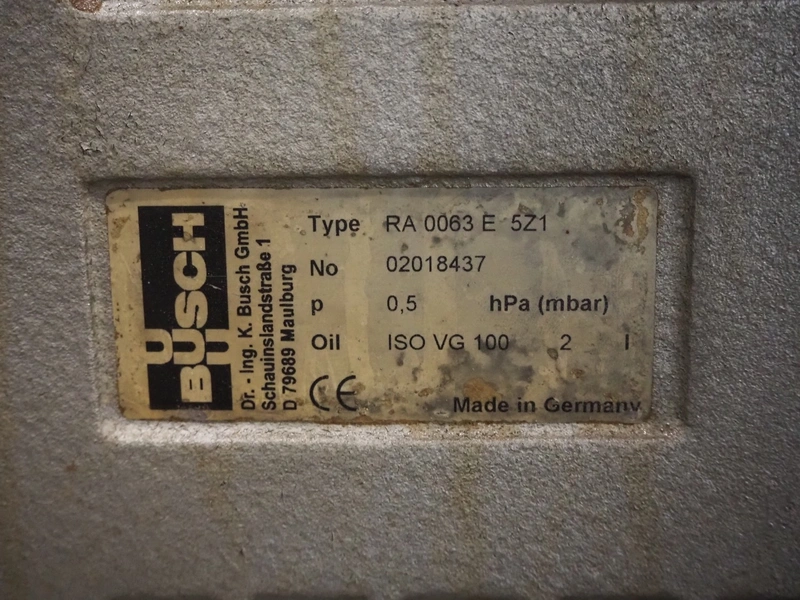 BUSCH
Dr. - Ing. K. Busch GmbH
Schauinslandstraße 1
D 79689 Maulburg
Type RA 0063 E 5Z1
No 02018437
p 0,5 hPa (mbar)
Oil ISO VG 100 2 l
CE
Made in Germany